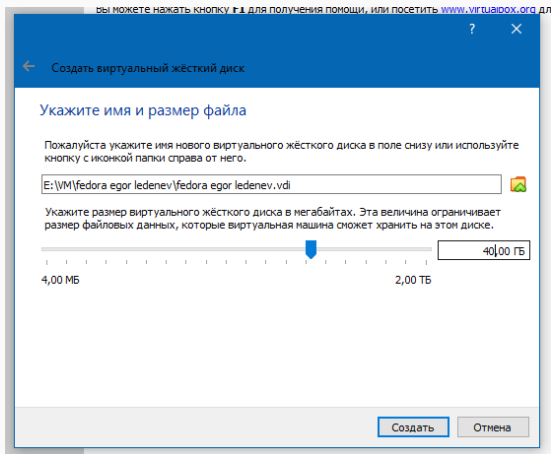 вы можете нажать кнопку F1 для получения помощи, или посетить www.virtualbox.org дл
?
Создать виртуальный жёсткий диск
Укажите имя и размер файла
Пожалуйста укажите имя нового виртуального жёсткого диска в поле снизу или используйте
кнопку с иконкой папки справа от него.
E:\VM\fedora egor ledenev\fedora egor ledenev.vdi
Укажите размер виртуального жёсткого диска в мегабайтах. Эта величина ограничивает
размер файловых данных, которые виртуальная машина сможет хранить на этом диске.
40,00 ГБ
4,00 МБ 2,00 ТБ
Создать Отмена